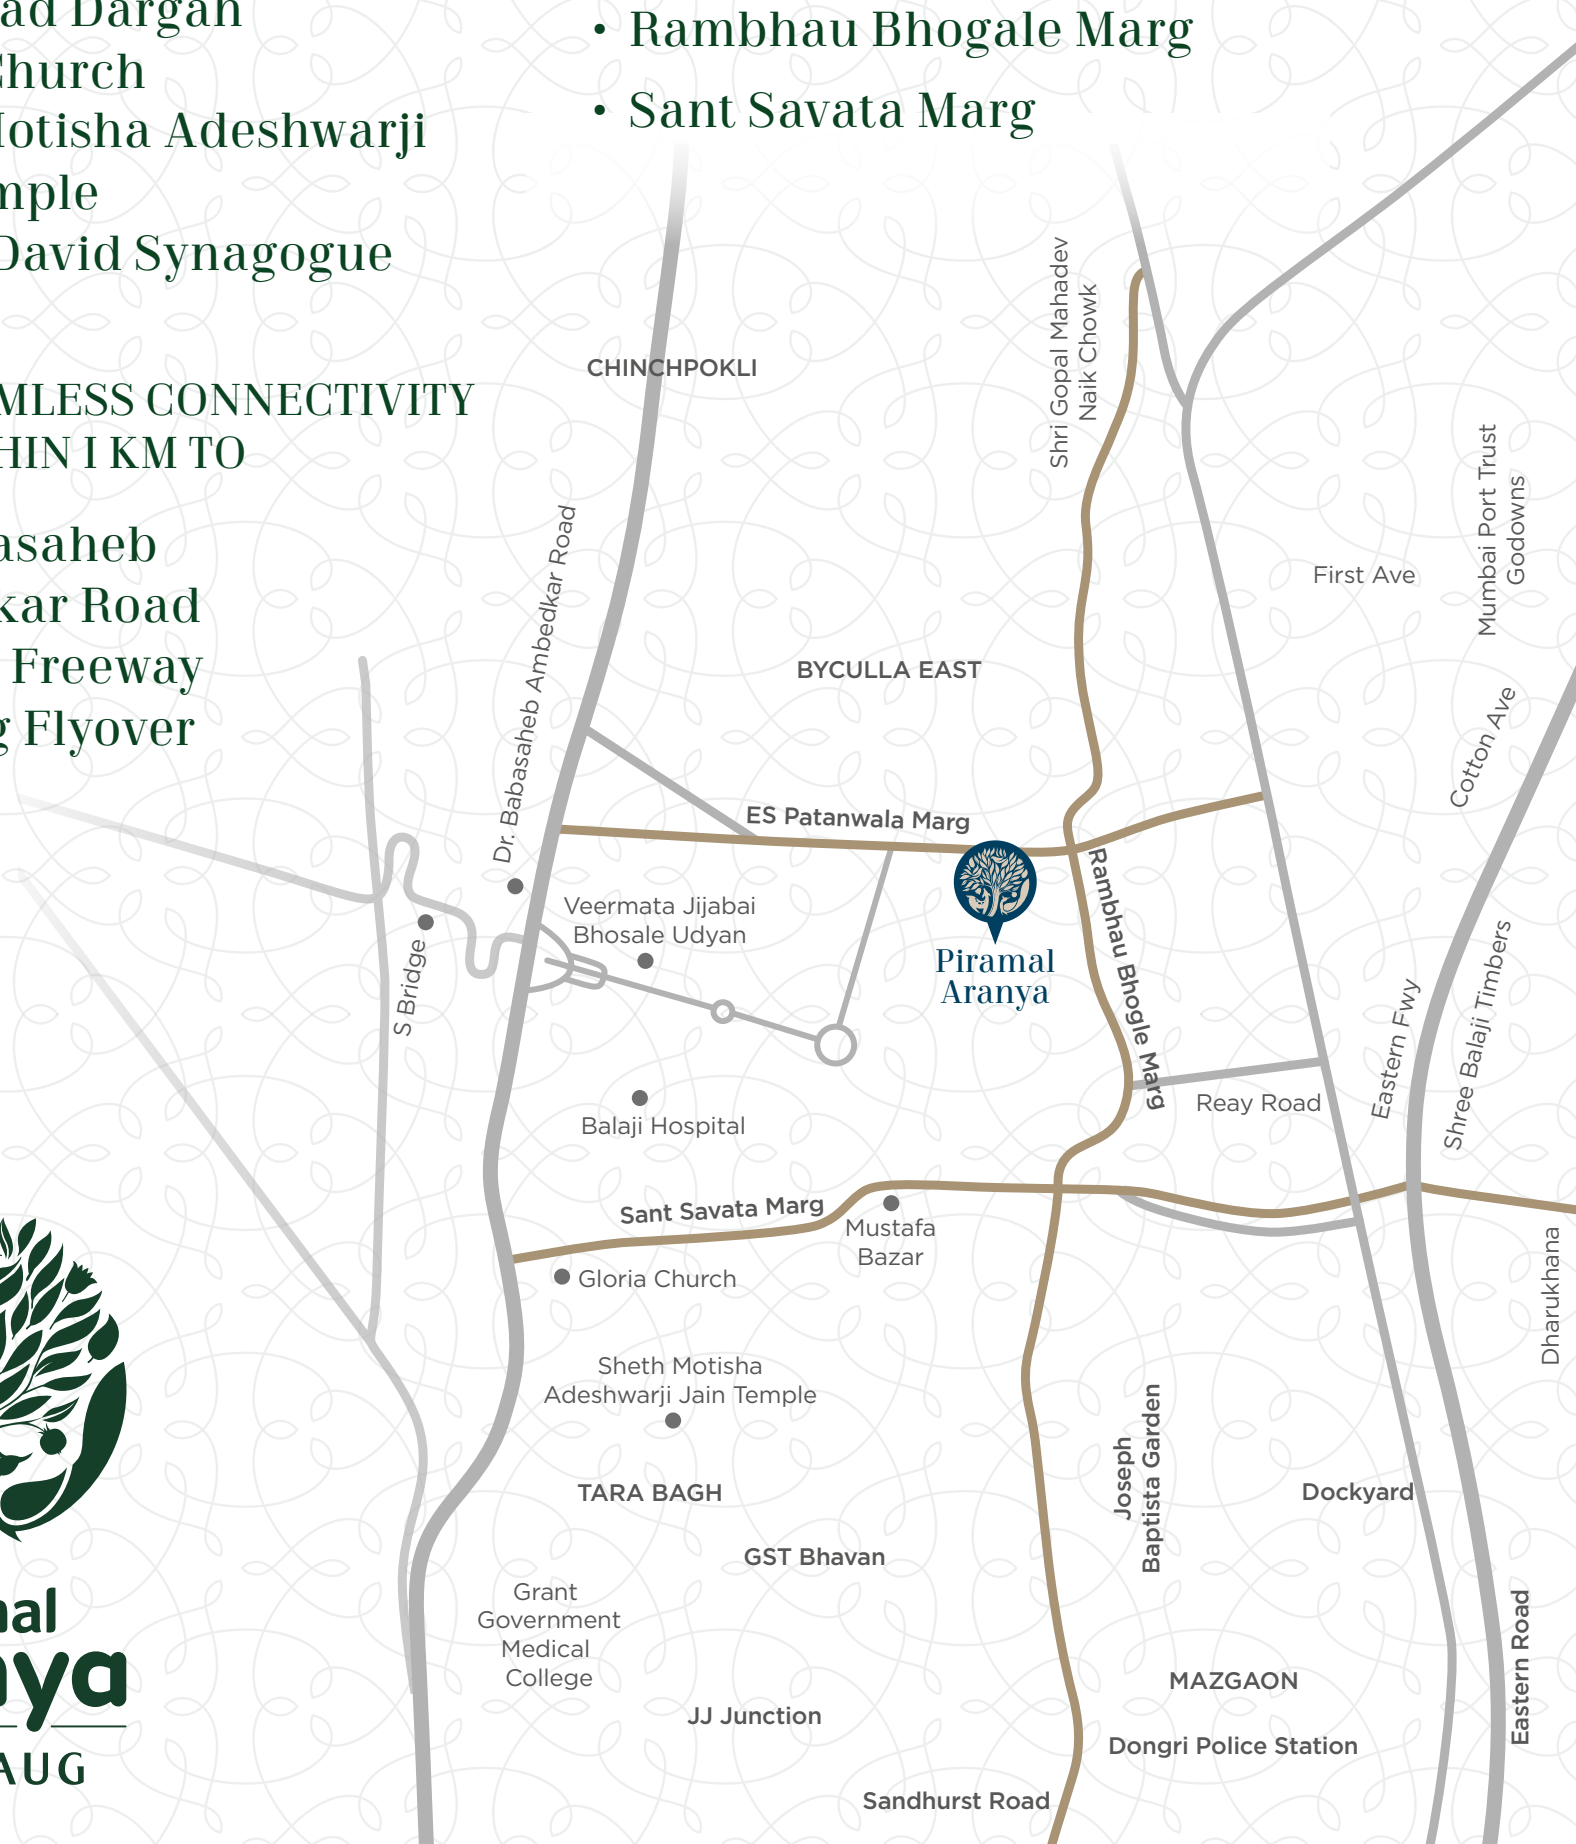 ad Dargah
Church
Motisha Adeshwarji
mple
David Synagogue
MLESS CONNECTIVITY
HIN 1 KM TO
asaheb
kar Road
Freeway
g Flyover
• Rambhau Bhogale Marg
• Sant Savata Marg
Shri Gopal Mahadev
Naik Chowk
CHINCHPOKLI
Mumbai Port Trust
Godowns
First Ave
Dr. Babasaheb Ambedkar Road
BYCULLA EAST
Cotton Ave
ES Patanwala Marg
Rambhau Bhogle Marg
Veermata Jijabai
Bhosale Udyan
S Bridge
Piramal
Aranya
Eastern Fwy
Shree Balaji Timbers
Balaji Hospital
Reay Road
Sant Savata Marg
Mustafa
Bazar
Gloria Church
Dharukhana
Sheth Motisha
Adeshwarji Jain Temple
Joseph
Baptista Garden
TARA BAGH
Dockyard
GST Bhavan
Grant
Government
Medical
College
Eastern Road
MAZGAON
JJ Junction
Dongri Police Station
Sandhurst Road
nal
nya
AUG